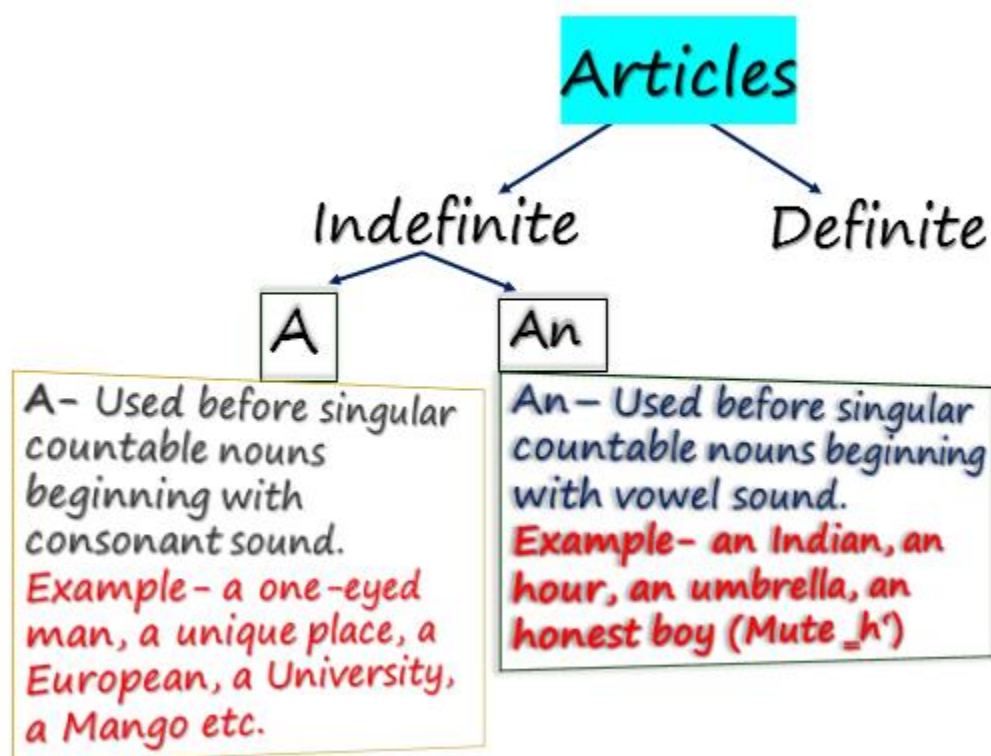 Articles
Indefinite
Definite
A
An
A- Used before singular
countable nouns
beginning with
consonant sound.
Example- a one-eyed
man, a unique place, a
European, a University,
a Mango etc.
An– Used before singular
countable nouns beginning
with vowel sound.
Example- an Indian, an
hour, an umbrella, an
honest boy (Mute _h‘)